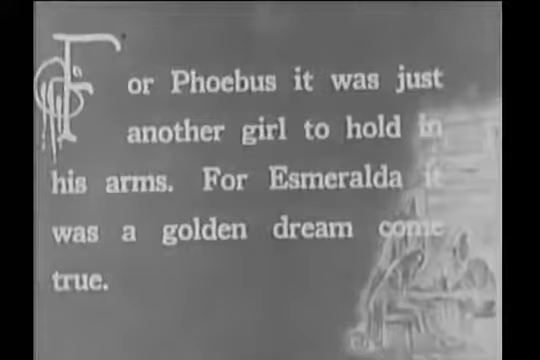 For Phoebus it was just
another girl to hold in
his arms. For Esmeralda it
was a golden dream come
true.